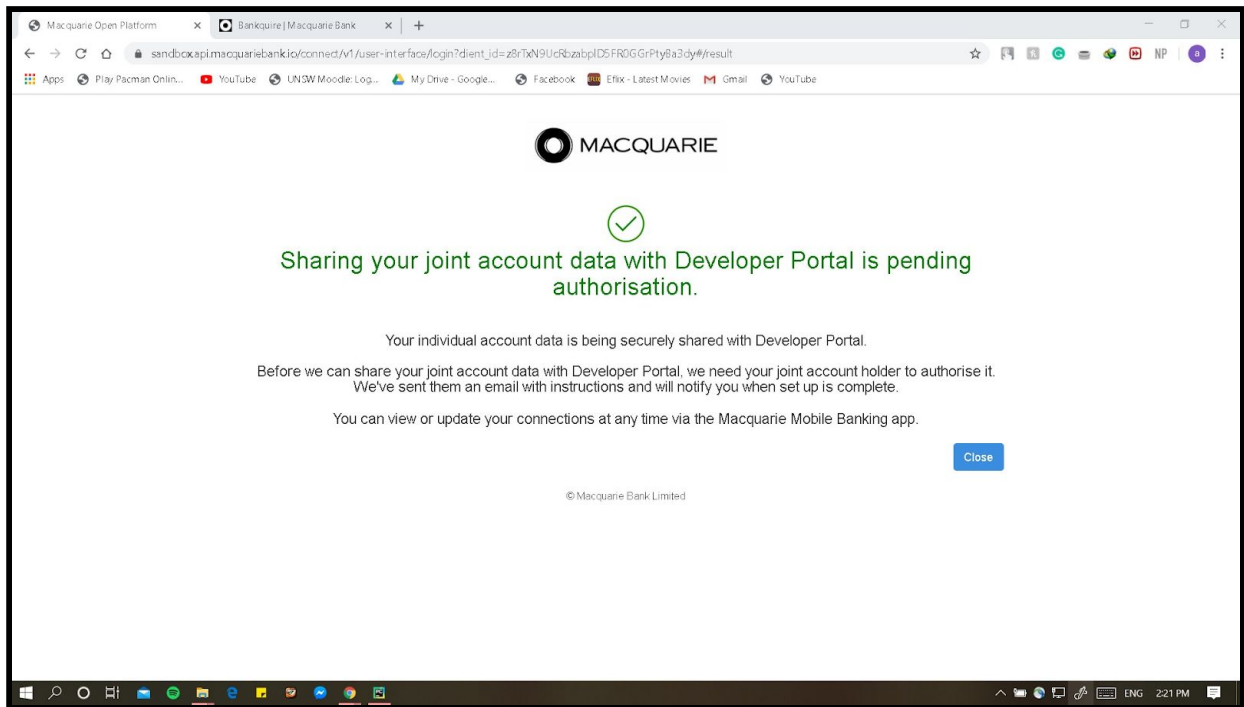 Macquarie Open Platform
Bankquire | Macquarie Bank
sandbox.api.macquariebank.io/connect/v1/user-interface/login?client_id=z8rTxN9UcRbzabpID5FR0GGrPtyBa3dy#/result
NP
a
Apps
Play Pacman Onlin...
YouTube
UNSW Moodle: Log...
My Drive - Google...
Facebook
Efix - Latest Movies
Gmail
YouTube
MACQUARIE
Sharing your joint account data with Developer Portal is pending
authorisation.
Your individual account data is being securely shared with Developer Portal.
Before we can share your joint account data with Developer Portal, we need your joint account holder to authorise it.
We've sent them an email with instructions and will notify you when set up is complete.
You can view or update your connections at any time via the Macquarie Mobile Banking app.
Close
© Macquarie Bank Limited
ENG
2:21 PM